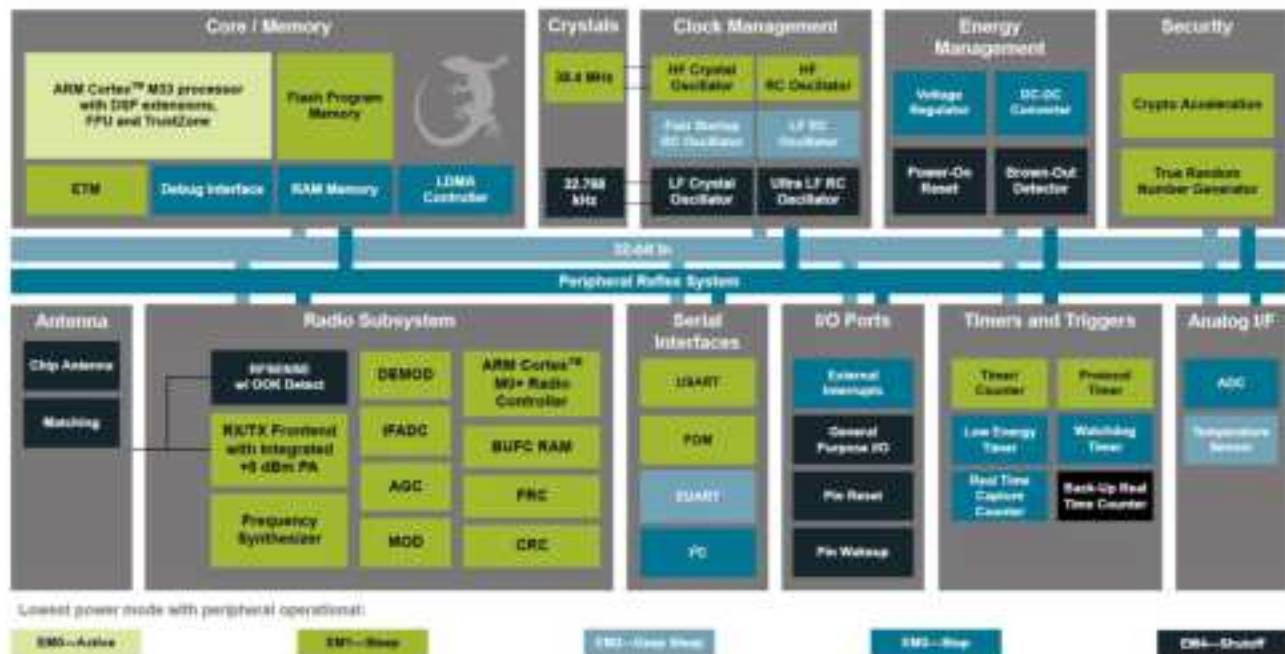 Core / Memory
ARM Cortex™ M33 processor
with DSP extensions,
FPU and TrustZone
Flash Program
Memory
ETM
Debug Interface
RAM Memory
LDMA
Controller
Crystals
38.4 MHz
32.768
kHz
Clock Management
HF Crystal
Oscillator
HF
RC Oscillator
Fast Startup
RC Oscillator
LF RC
Oscillator
LF Crystal
Oscillator
Ultra LF RC
Oscillator
Energy
Management
Voltage
Regulator
DC-DC
Converter
Power-On
Reset
Brown-Out
Detector
Security
Crypto Acceleration
True Random
Number Generator
32-bit
Peripheral Reflex System
Antenna
Chip Antenna
Matching
Radio Subsystem
RFSENSE
w/ OOK Detect
RX/TX Frontend
with Integrated
dBm PA
Frequency
Synthesizer
DEMOD
IFADC
AGC
MOD
ARM Cortex™
M0+ Radio
Controller
BUFC RAM
FRC
CRC
Serial
Interfaces
USART
PDM
EUART
I²C
I/O Ports
External
Interrupts
General
Purpose I/O
Pin Reset
Pin Wakeup
Timers and Triggers
Timer/
Counter
Protocol
Timer
Low Energy
Timer
Watchdog
Timer
Real Time
Capture
Counter
Back-Up Real
Time Counter
Analog I/F
ADC
Temperature
Sensor
Lowest power mode with peripheral operational:
EM0—Active
EM1—Sleep
EM2—Deep Sleep
EM3—Stop
EM4—Shutoff